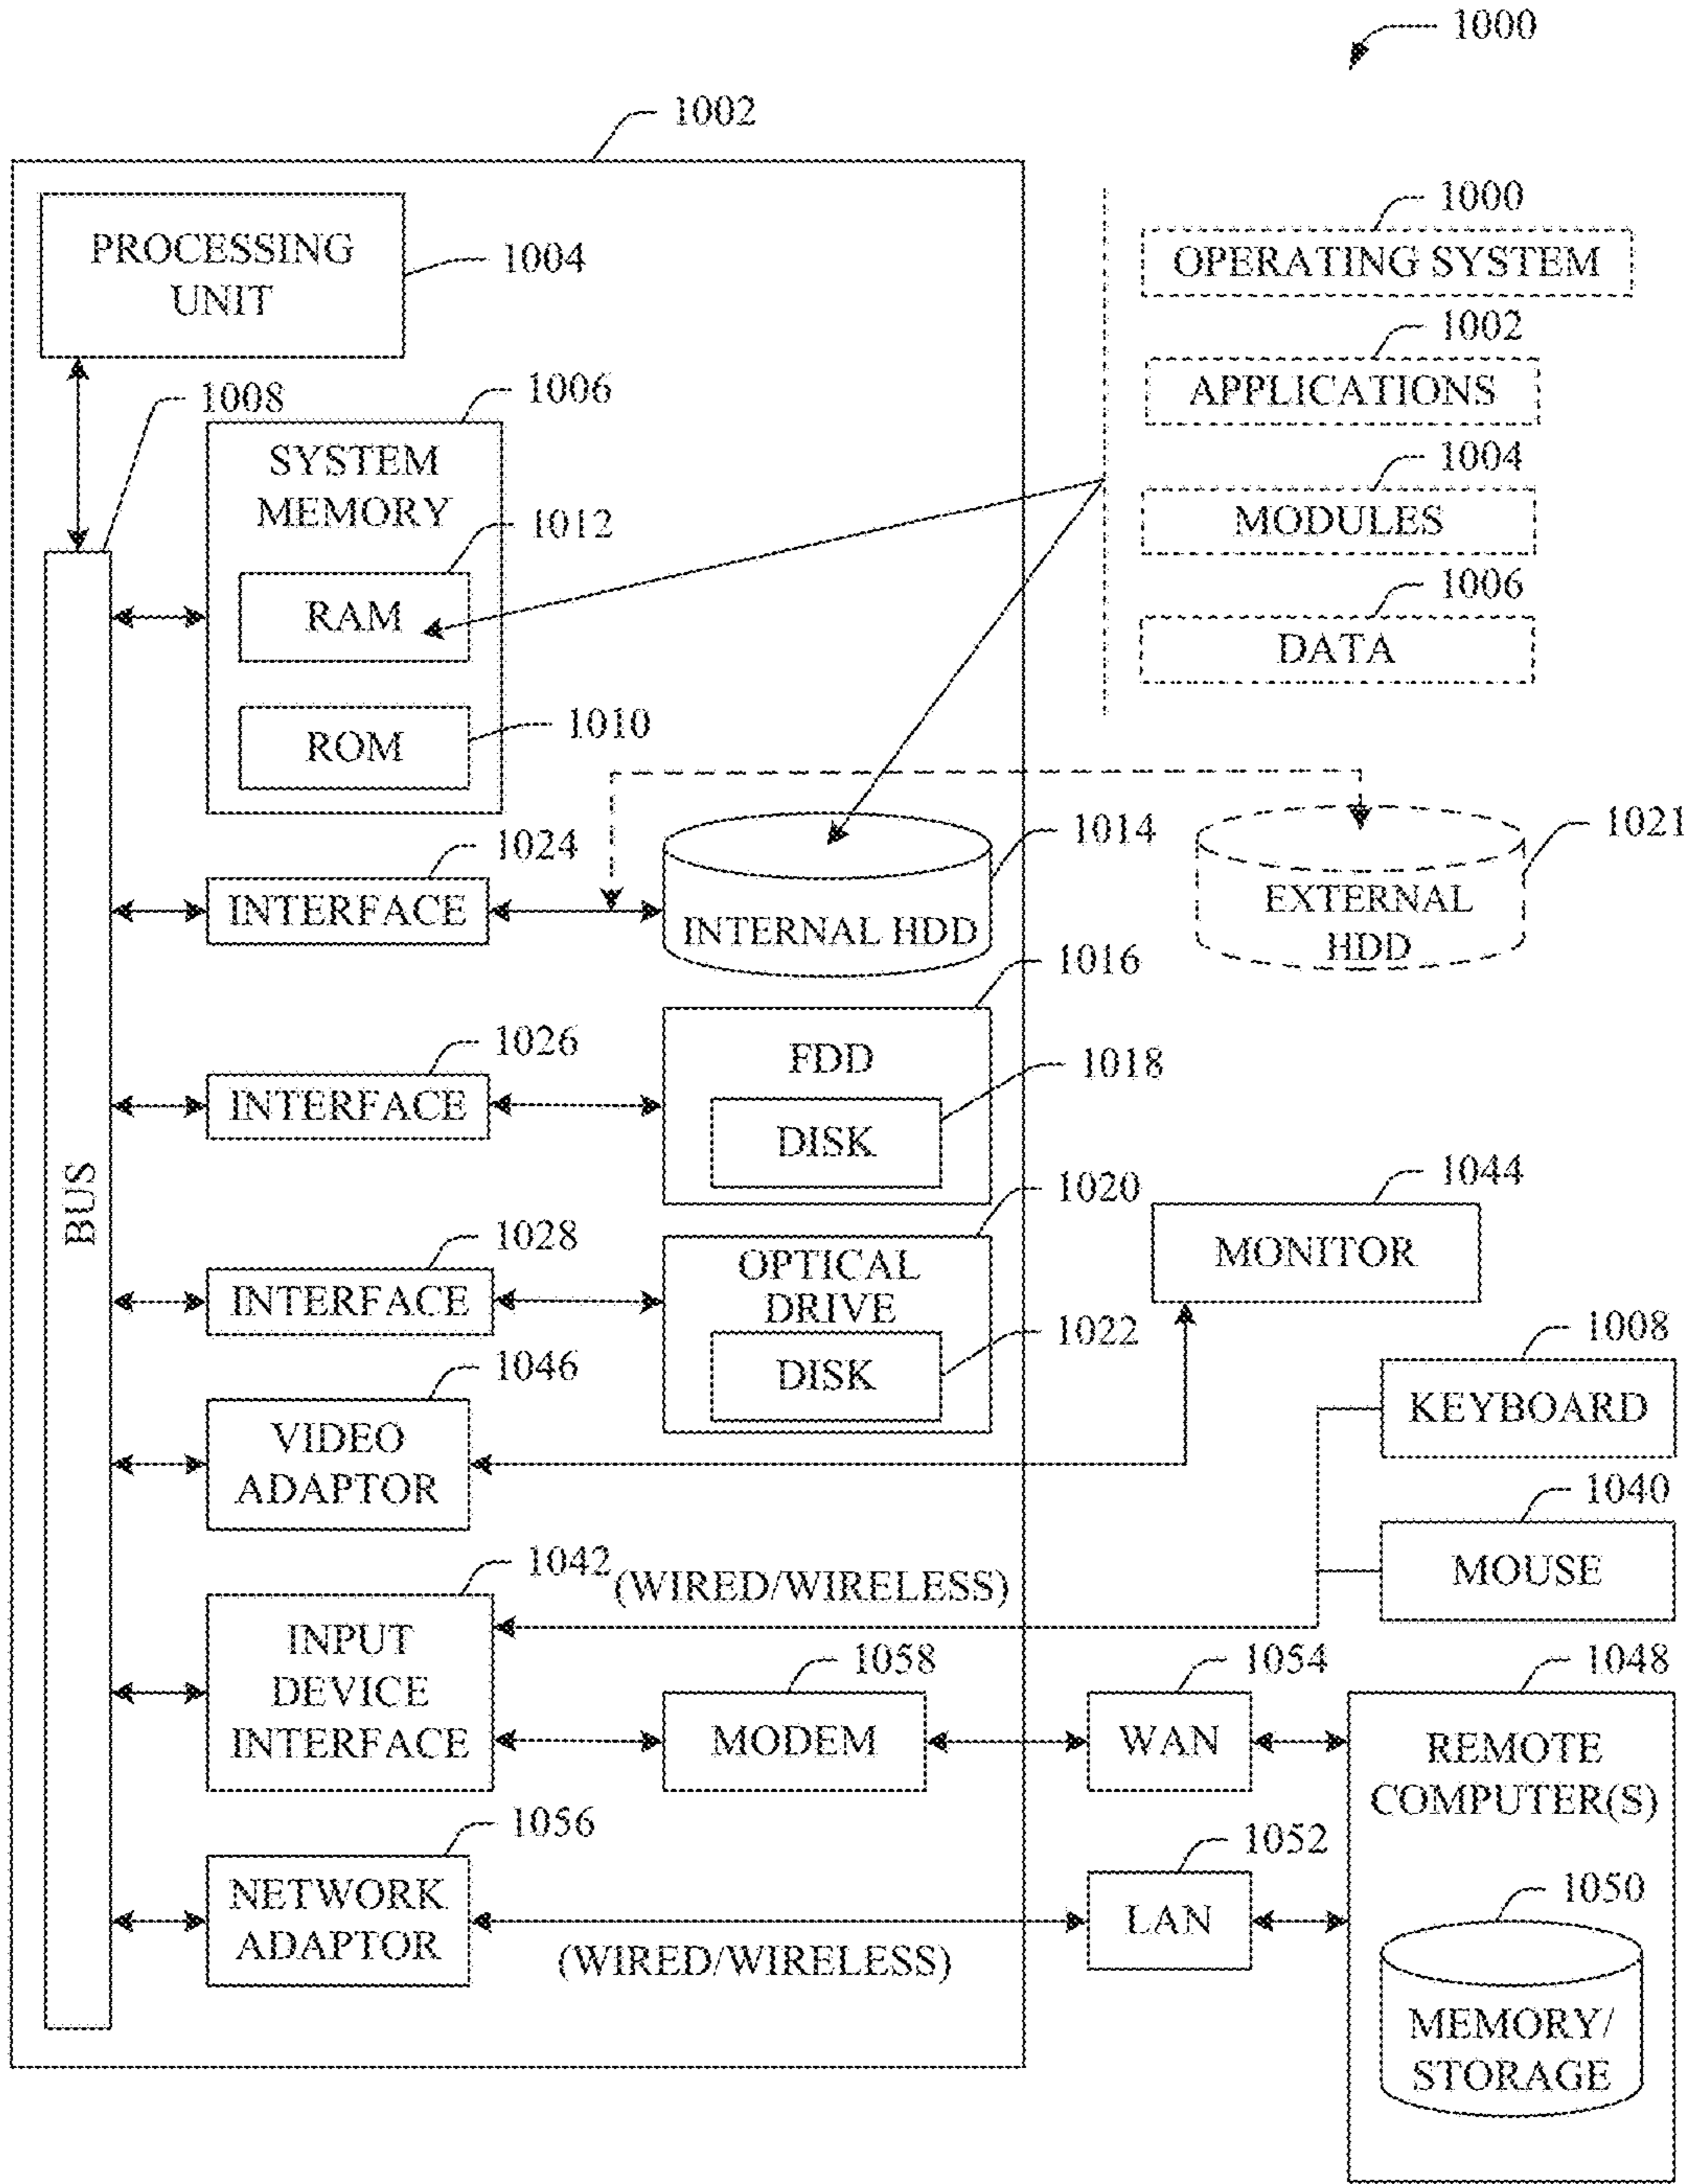 1000
1002
PROCESSING
UNIT
1004
1000
OPERATING SYSTEM
1002
APPLICATIONS
1004
MODULES
1006
DATA
1008
1006
SYSTEM
MEMORY
1012
RAM
1010
ROM
BUS
1024
INTERFACE
1014
INTERNAL HDD
1021
EXTERNAL
HDD
1016
1026
INTERFACE
FDD
1018
DISK
1020
1028
INTERFACE
OPTICAL
DRIVE
1022
DISK
1044
MONITOR
1046
VIDEO
ADAPTOR
1008
KEYBOARD
1040
MOUSE
1042
(WIRED/WIRELESS)
INPUT
DEVICE
INTERFACE
1058
MODEM
1054
WAN
1048
REMOTE
COMPUTER(S)
1056
NETWORK
ADAPTOR
(WIRED/WIRELESS)
1052
LAN
1050
MEMORY/
STORAGE